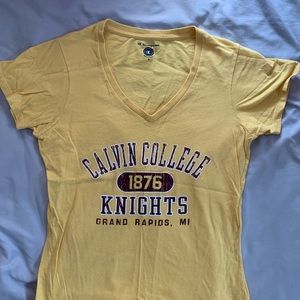 CALVIN COLLEGE
1876
KNIGHTS
GRAND RAPIDS, MI